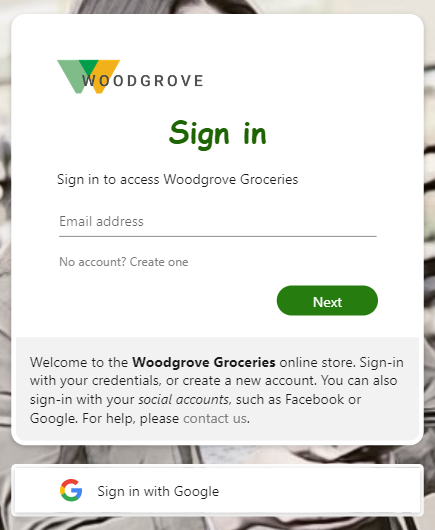 WOODGROVE
Sign in
Sign in to access Woodgrove Groceries
Email address
No account? Create one
Next
Welcome to the Woodgrove Groceries online store. Sign-in
with your credentials, or create a new account. You can also
sign-in with your social accounts, such as Facebook or
Google. For help, please contact us.
Sign in with Google